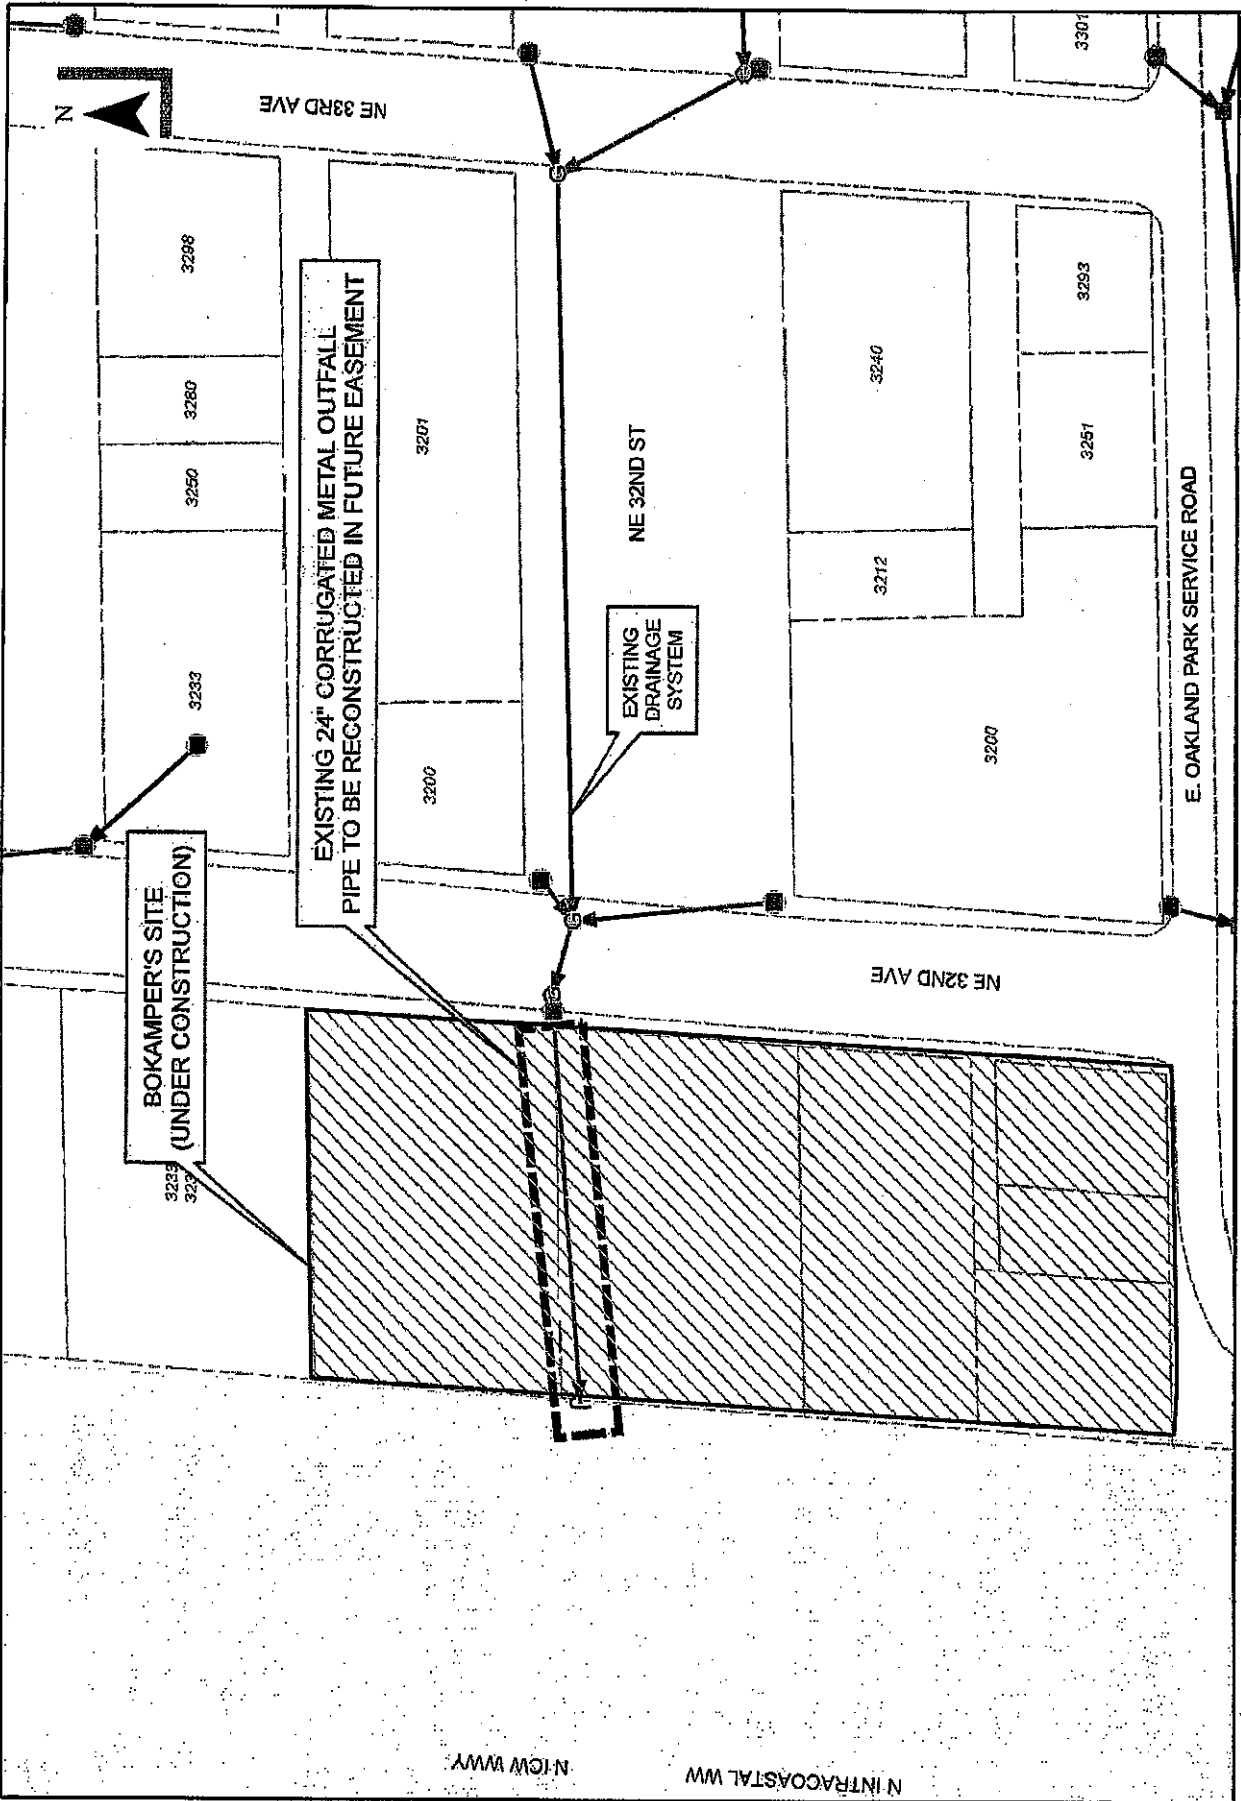 N
NE 33RD AVE
3301
3298
3280
3250
3233
EXISTING 24" CORRUGATED METAL OUTFALL
PIPE TO BE RECONSTRUCTED IN FUTURE EASEMENT
3201
3200
NE 32ND ST
EXISTING
DRAINAGE
SYSTEM
3240
3212
3293
3251
3200
E. OAKLAND PARK SERVICE ROAD
BOKAMPER'S SITE
(UNDER CONSTRUCTION)
NE 32ND AVE
N ICW WWY
N INTRACOASTAL WW